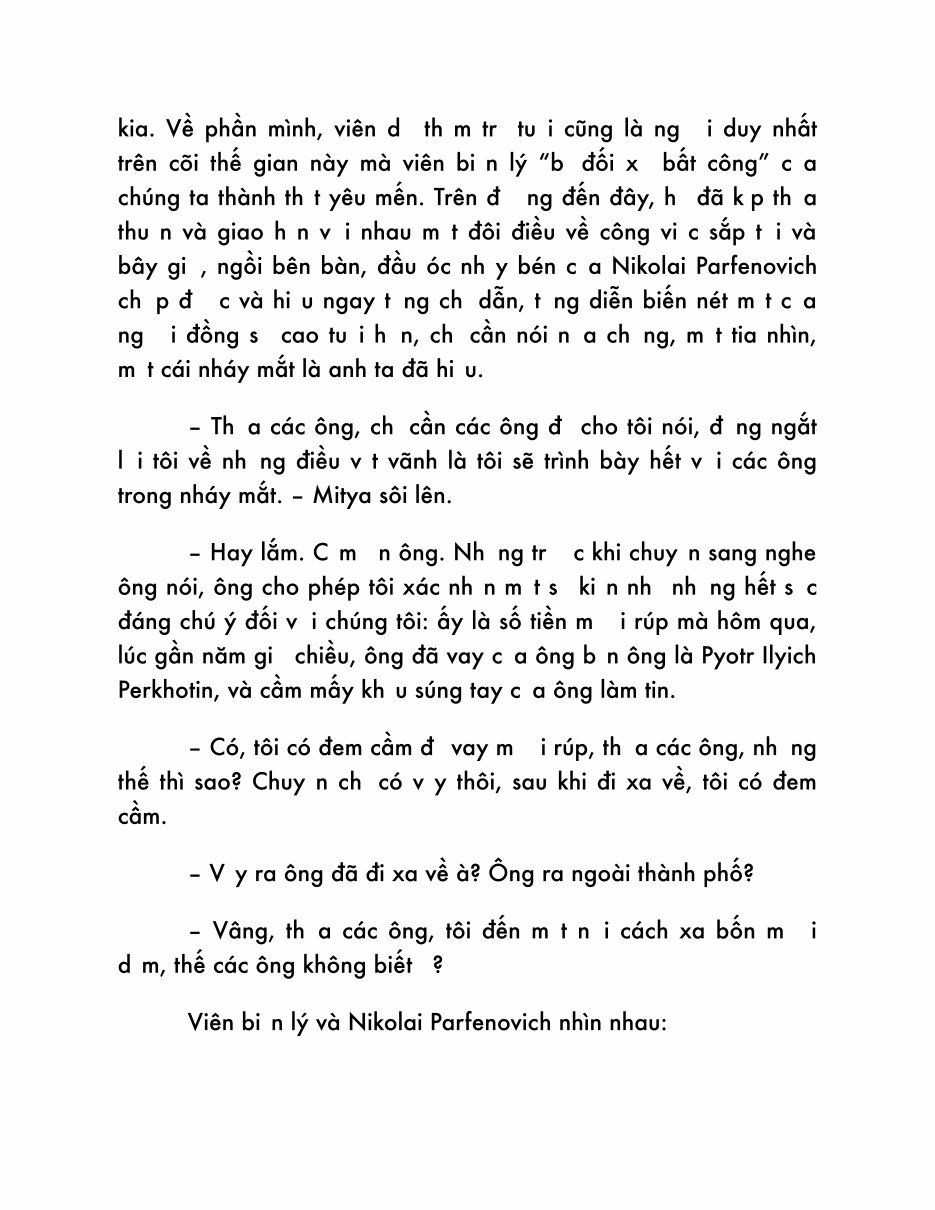 kia. Về phần mình, viên d th m tr tu i cũng là ng i duy nhất
trên cõi thế gian này mà viên bi n lý “b đối x bất công” c a
chúng ta thành th t yêu mến. Trên đ ng đến đây, h đã k p th a
thu n và giao h n v i nhau m t đôi điều về công vi c sắp t i và
bây gi , ngồi bên bàn, đầu óc nh y bén c a Nikolai Parfenovich
ch p đ c và hi u ngay t ng ch dẫn, t ng diễn biến nét m t c a
ng i đồng s cao tu i h n, ch cần nói n a ch ng, m t tia nhìn,
m t cái nháy mắt là anh ta đã hi u.
– Th a các ông, ch cần các ông đ cho tôi nói, đ ng ngắt
l i tôi về nh ng điều v t vãnh là tôi sẽ trình bày hết v i các ông
trong nháy mắt. – Mitya sôi lên.
– Hay lắm. C m n ông. Nh ng tr c khi chuy n sang nghe
ông nói, ông cho phép tôi xác nh n m t s ki n nh nh ng hết s c
đáng chú ý đối v i chúng tôi: ấy là số tiền m i rúp mà hôm qua,
lúc gần năm gi chiều, ông đã vay c a ông b n ông là Pyotr Ilyich
Perkhotin, và cầm mấy kh u súng tay c a ông làm tin.
– Có, tôi có đem cầm đ vay m i rúp, th a các ông, nh ng
thế thì sao? Chuy n ch có v y thôi, sau khi đi xa về, tôi có đem
cầm.
– V y ra ông đã đi xa về à? Ông ra ngoài thành phố?
– Vâng, th a các ông, tôi đến m t n i cách xa bốn m i
d m, thế các ông không biết ?
Viên bi n lý và Nikolai Parfenovich nhìn nhau: